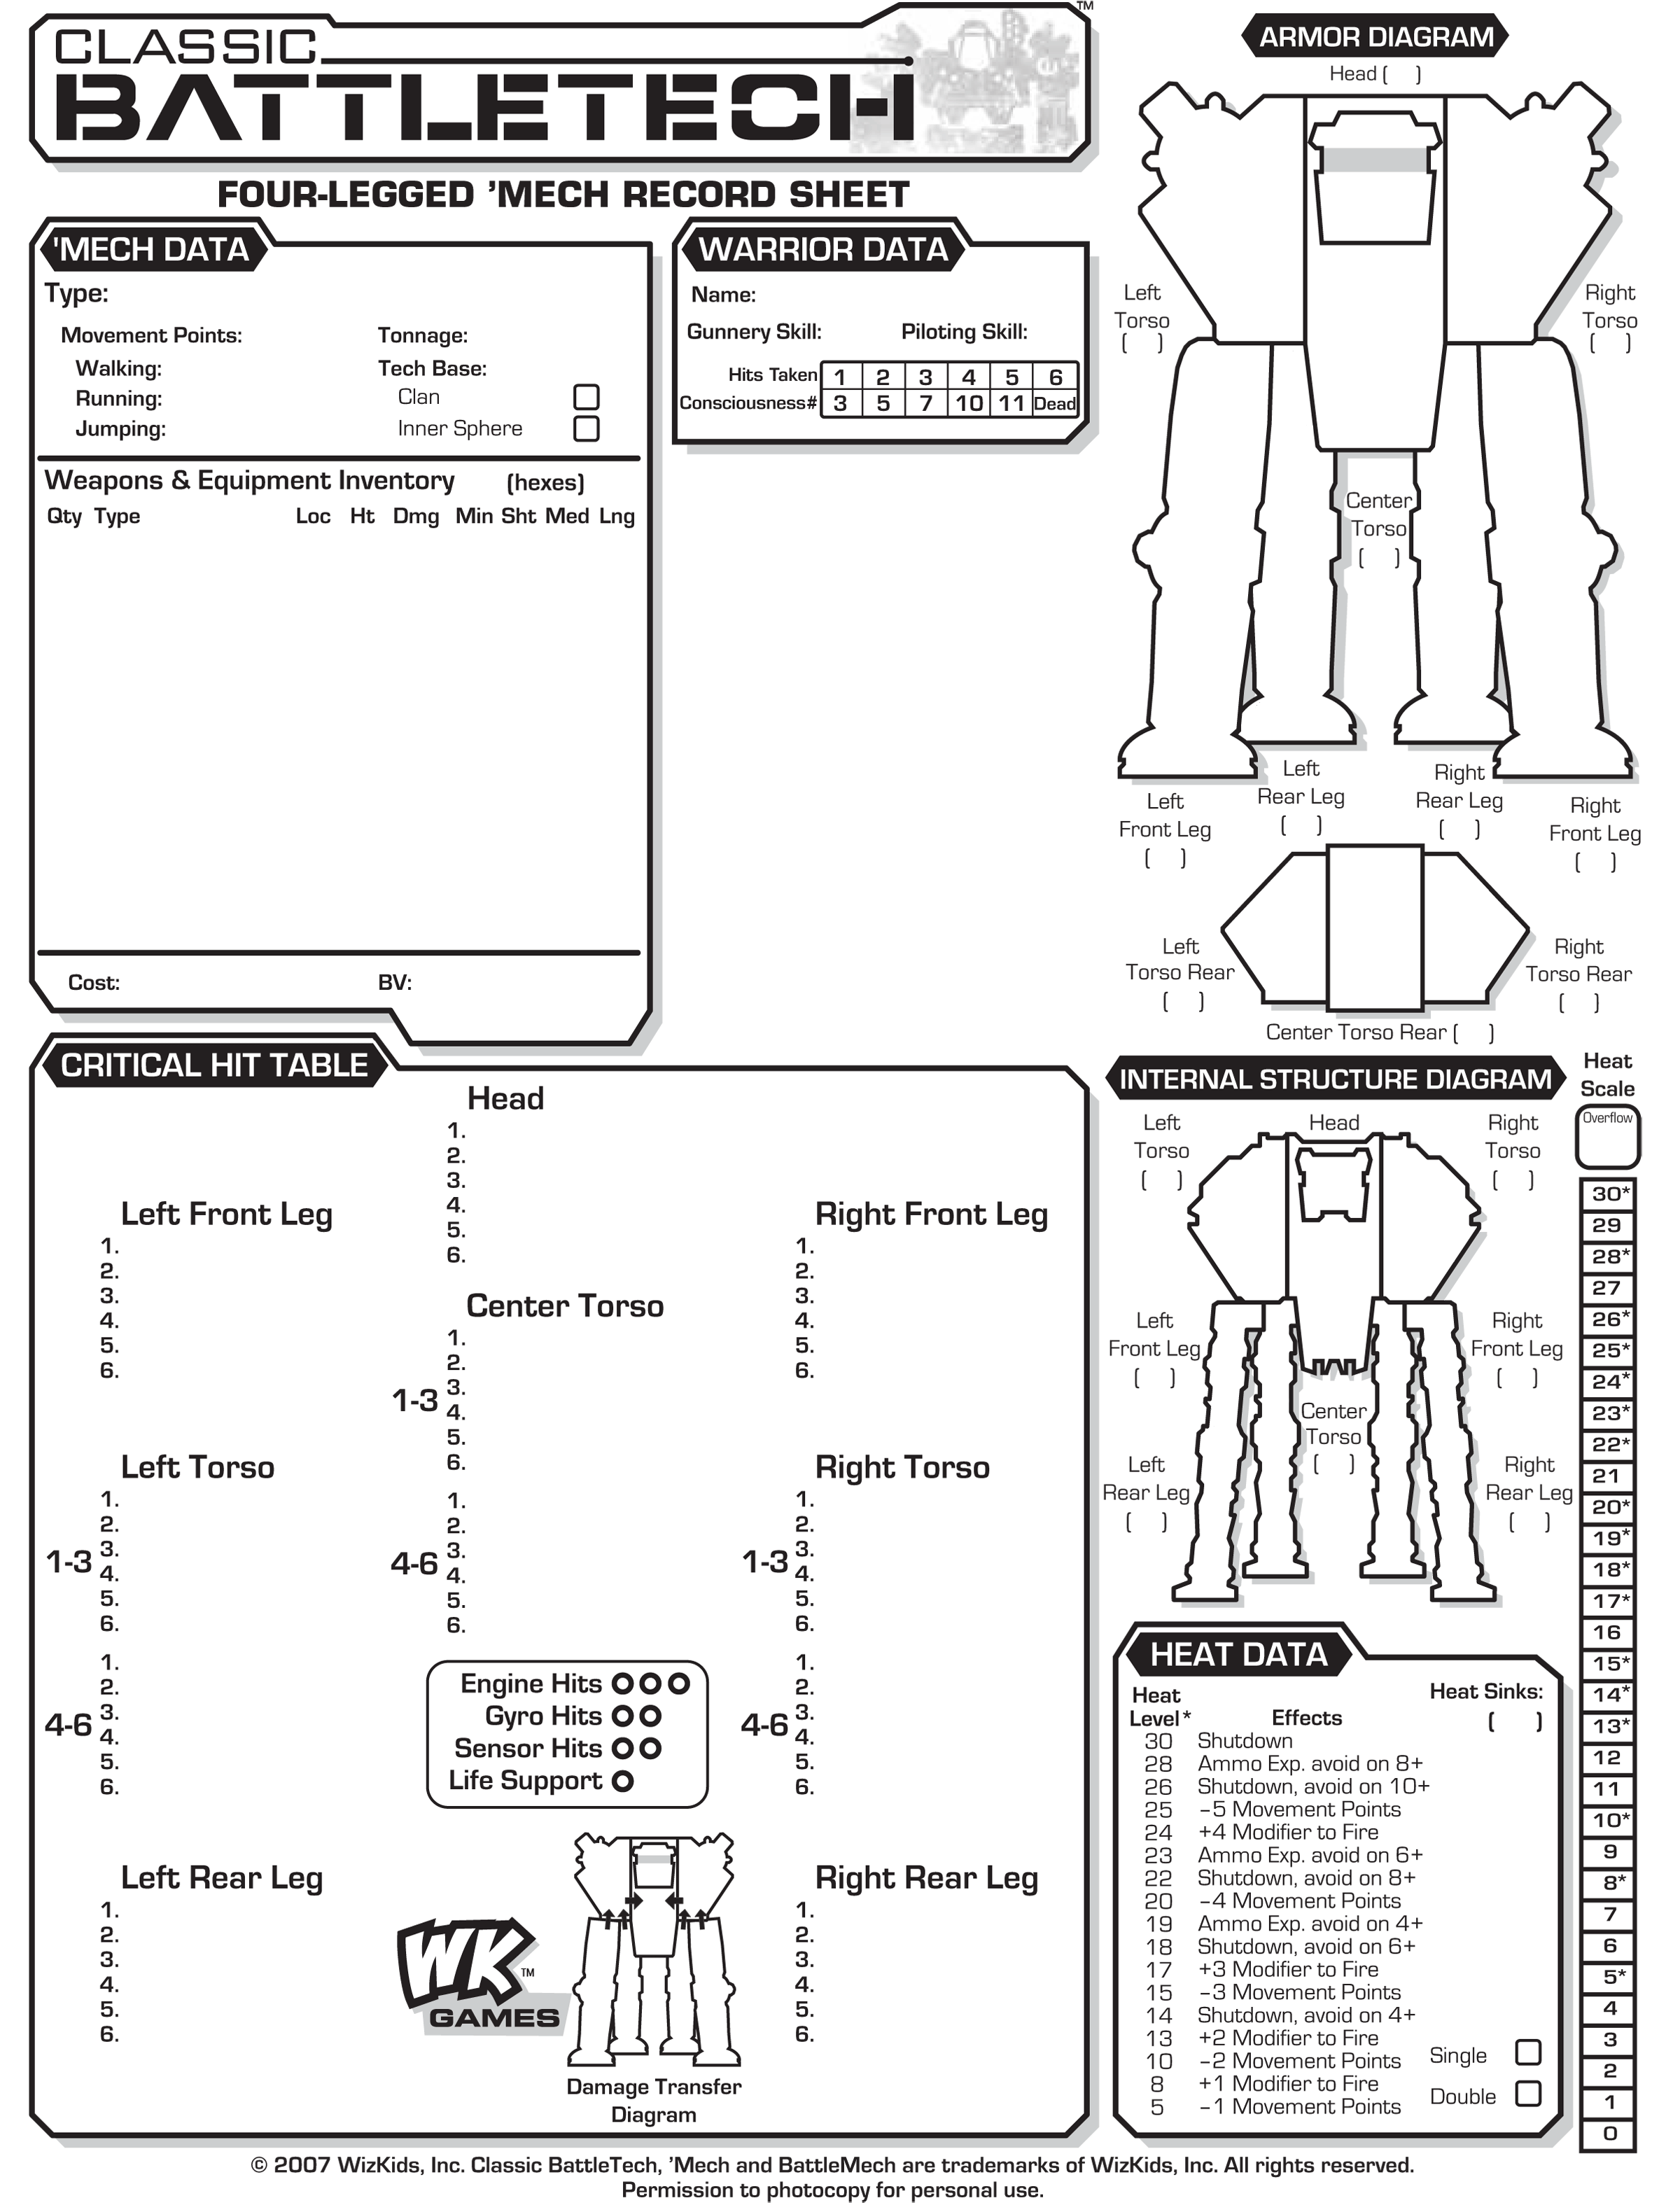 CLASSIC
BATTLETECH
™
FOUR-LEGGED ’MECH RECORD SHEET
'MECH DATA
Type:
Movement Points: Tonnage:
Walking: Tech Base:
Running: Clan
Jumping: Inner Sphere
Weapons & Equipment Inventory (hexes)
Qty Type Loc Ht Dmg Min Sht Med Lng
Cost: BV:
WARRIOR DATA
Name:
Gunnery Skill: Piloting Skill:
Hits Taken 1 2 3 4 5 6
Consciousness# 3 5 7 10 11 Dead
ARMOR DIAGRAM
Head ( )
Left
Torso
( )
Right
Torso
( )
Center
Torso
( )
Left
Rear Leg
( )
Right
Rear Leg
( )
Left
Front Leg
( )
Right
Front Leg
( )
Left
Torso Rear
( )
Right
Torso Rear
( )
Center Torso Rear ( )
CRITICAL HIT TABLE
Head
1.
2.
3.
4.
5.
6.
Left Front Leg
1.
2.
3.
4.
5.
6.
Right Front Leg
1.
2.
3.
4.
5.
6.
Center Torso
1-3
1.
2.
3.
4.
5.
6.
4-6
1.
2.
3.
4.
5.
6.
Left Torso
1-3
1.
2.
3.
4.
5.
6.
4-6
1.
2.
3.
4.
5.
6.
Right Torso
1-3
1.
2.
3.
4.
5.
6.
4-6
1.
2.
3.
4.
5.
6.
Engine Hits
Gyro Hits
Sensor Hits
Life Support
Left Rear Leg
1.
2.
3.
4.
5.
6.
Right Rear Leg
1.
2.
3.
4.
5.
6.
WK™
GAMES
Damage Transfer
Diagram
INTERNAL STRUCTURE DIAGRAM
Left
Torso
( )
Head
Right
Torso
( )
Left
Front Leg
( )
Right
Front Leg
( )
Center
Torso
( )
Left
Rear Leg
( )
Right
Rear Leg
( )
Heat
Scale
Overflow
30*
29
28*
27
26*
25*
24*
23*
22*
21
20*
19*
18*
17*
16
15*
14*
13*
12
11
10*
9
8*
7
6
5*
4
3
2
1
0
HEAT DATA
Heat Sinks:
( )
Heat
Level* Effects
30 Shutdown
28 Ammo Exp. avoid on 8+
26 Shutdown, avoid on 10+
25 –5 Movement Points
24 +4 Modifier to Fire
23 Ammo Exp. avoid on 6+
22 Shutdown, avoid on 8+
20 –4 Movement Points
19 Ammo Exp. avoid on 4+
18 Shutdown, avoid on 6+
17 +3 Modifier to Fire
15 –3 Movement Points
14 Shutdown, avoid on 4+
13 +2 Modifier to Fire
10 –2 Movement Points
8 +1 Modifier to Fire
5 –1 Movement Points
Single
Double
© 2007 WizKids, Inc. Classic BattleTech, ’Mech and BattleMech are trademarks of WizKids, Inc. All rights reserved.
Permission to photocopy for personal use.